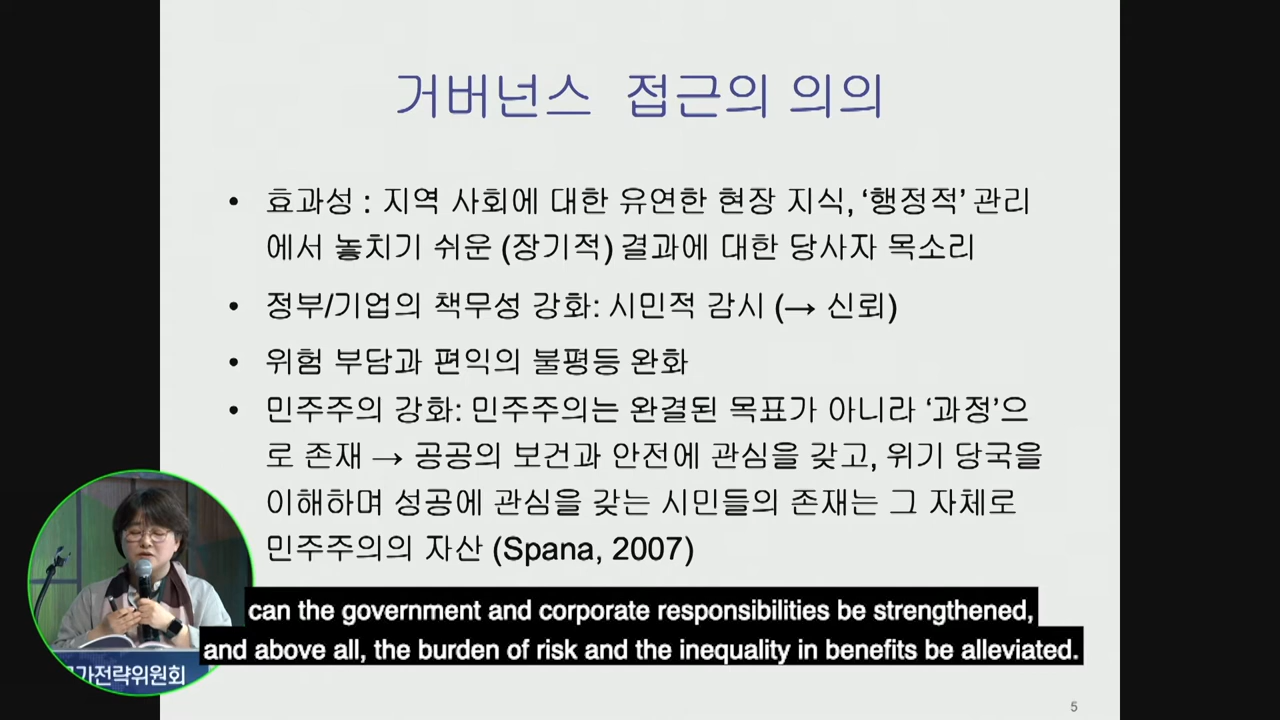 거버넌스 접근의 의의
• 효과성 : 지역 사회에 대한 유연한 현장 지식, ‘행정적’ 관리
에서 놓치기 쉬운 (장기적) 결과에 대한 당사자 목소리
• 정부/기업의 책무성 강화: 시민적 감시 (→ 신뢰)
• 위험 부담과 편익의 불평등 완화
• 민주주의 강화: 민주주의는 완결된 목표가 아니라 ‘과정’으
로 존재 → 공공의 보건과 안전에 관심을 갖고, 위기 당국을
이해하며 성공에 관심을 갖는 시민들의 존재는 그 자체로
민주주의의 자산 (Spana, 2007)
can the government and corporate responsibilities be strengthened,
and above all, the burden of risk and the inequality in benefits be alleviated.
가전략위원회
5